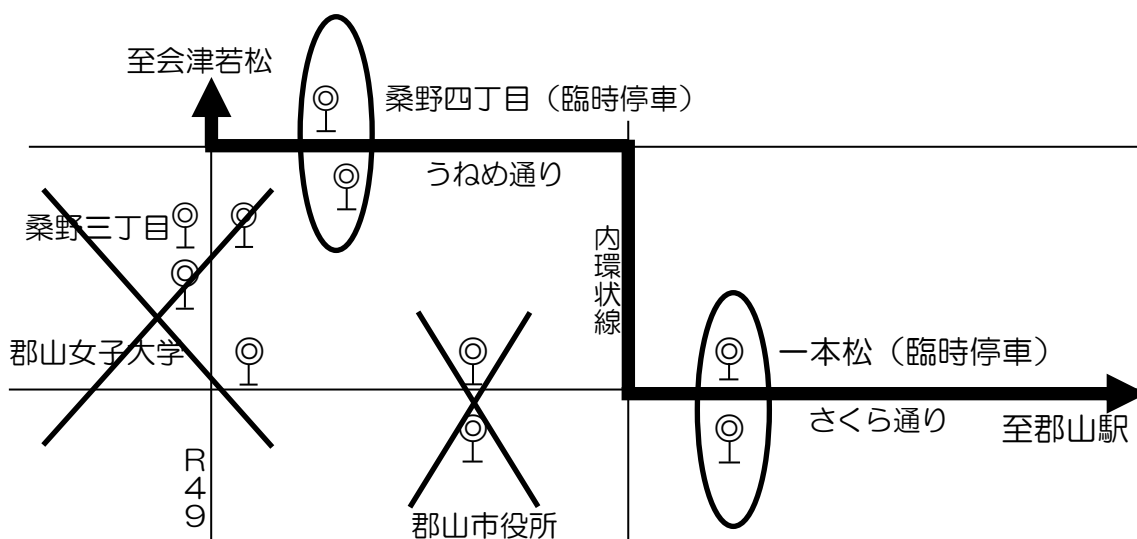 至会津若松
桑野四丁目（臨時停車）
うねめ通り
桑野三丁目
内環状線
郡山女子大学
一本松（臨時停車）
さくら通り
至郡山駅
R49
郡山市役所